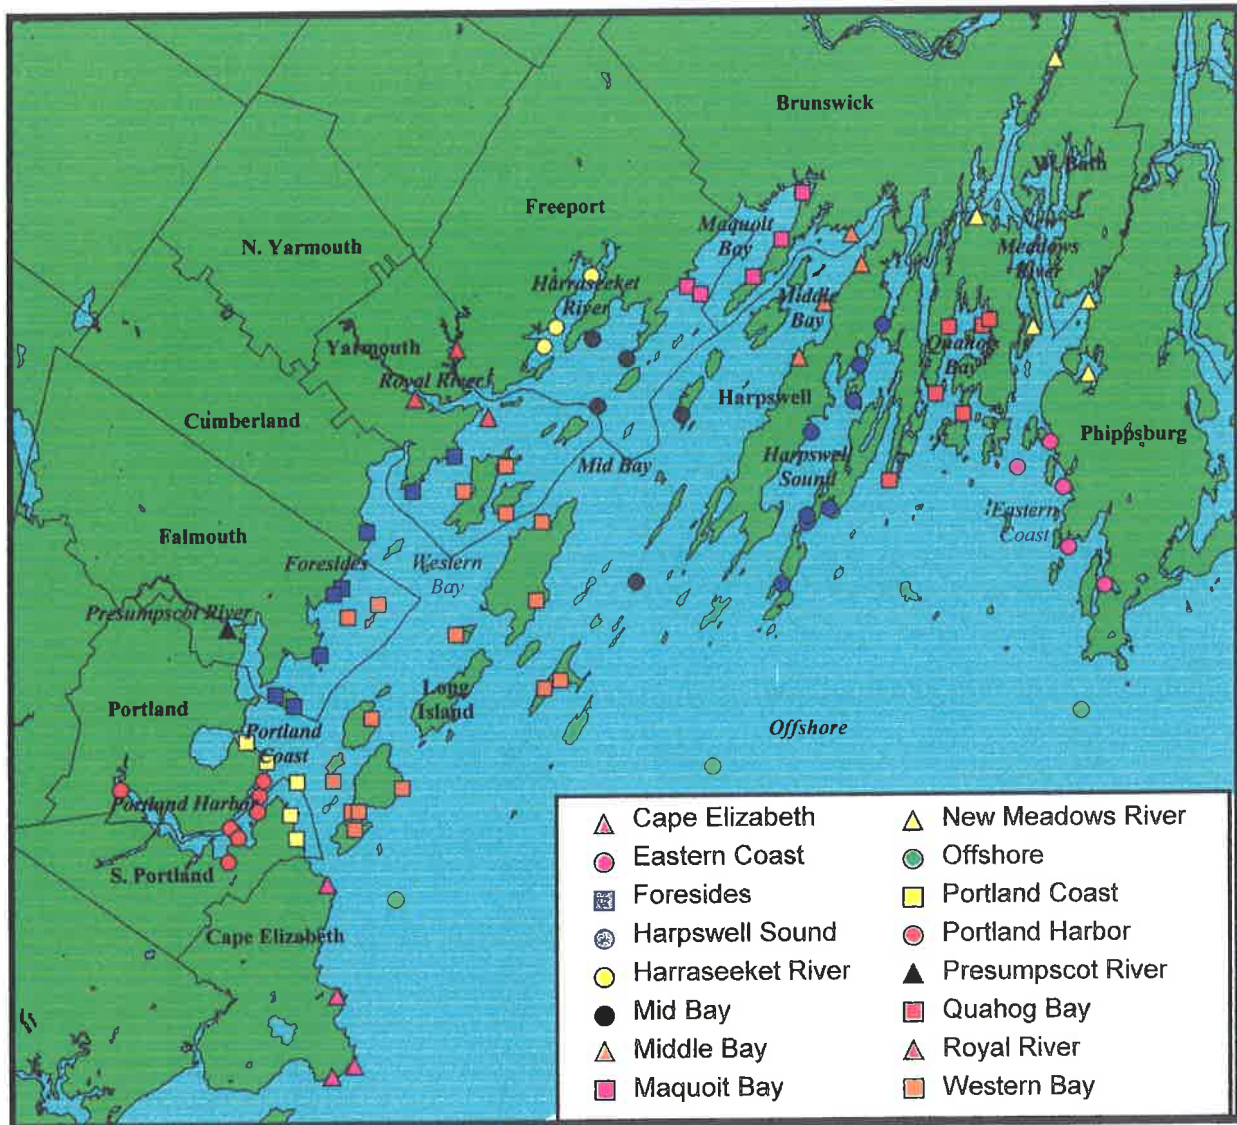 Brunswick
W. Bath
Freeport
Maquoit
Bay
New
Meadows
River
N. Yarmouth
Harraseeket
River
Middle
Bay
Yarmouth
Quahog
Bay
Royal River
Harpswell
Cumberland
Phippsburg
Mid Bay
Harpswell
Sound
Eastern
Coast
Falmouth
Foresides
Western
Bay
Presumpscot River
Long
Island
Portland
Portland
Coast
Offshore
Portland Harbor
S. Portland
Cape Elizabeth
Cape Elizabeth
Eastern Coast
Foresides
Harpswell Sound
Harraseeket River
Mid Bay
Middle Bay
Maquoit Bay
New Meadows River
Offshore
Portland Coast
Portland Harbor
Presumpscot River
Quahog Bay
Royal River
Western Bay